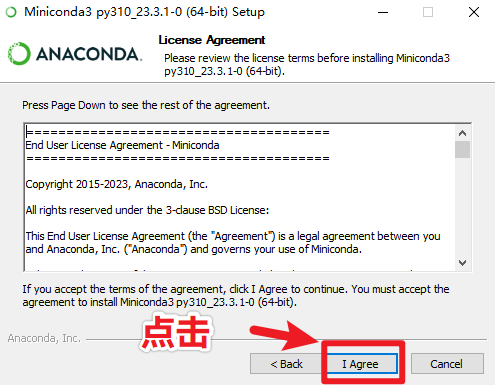 Miniconda3 py310_23.3.1-0 (64-bit) Setup
ANACONDA.
License Agreement
Please review the license terms before installing Miniconda3
py310_23.3.1-0 (64-bit).
Press Page Down to see the rest of the agreement.
======================================
End User License Agreement - Miniconda
======================================
Copyright 2015-2023, Anaconda, Inc.
All rights reserved under the 3-clause BSD License:
This End User License Agreement (the "Agreement") is a legal agreement between you
and Anaconda, Inc. ("Anaconda") and governs your use of Miniconda.
If you accept the terms of the agreement, click I Agree to continue. You must accept the
agreement to install Miniconda3 py310_23.3.1-0 (64-bit).
点击
Anaconda, Inc.
< Back
I Agree
Cancel